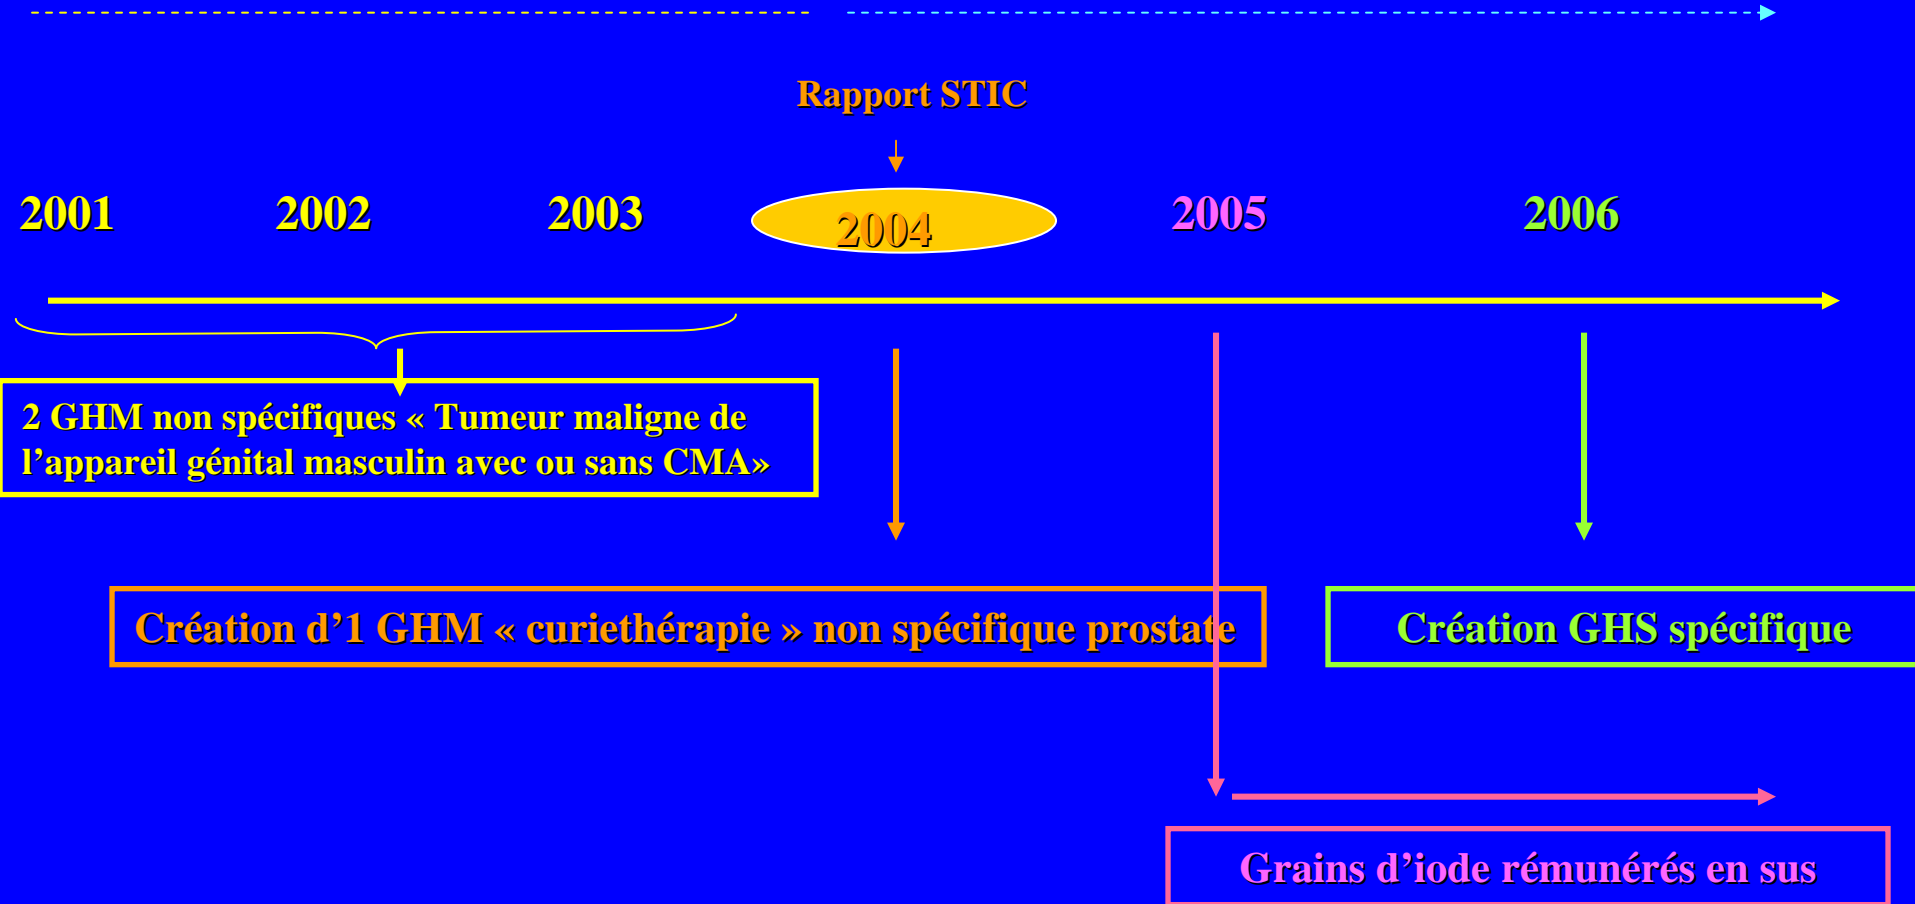 Rapport STIC
2001 2002 2003 2004 2005 2006
2 GHM non spécifiques « Tumeur maligne de
l’appareil génital masculin avec ou sans CMA»
Création d’1 GHM « curiethérapie » non spécifique prostate
Création GHS spécifique
Grains d’iode rémunérés en sus